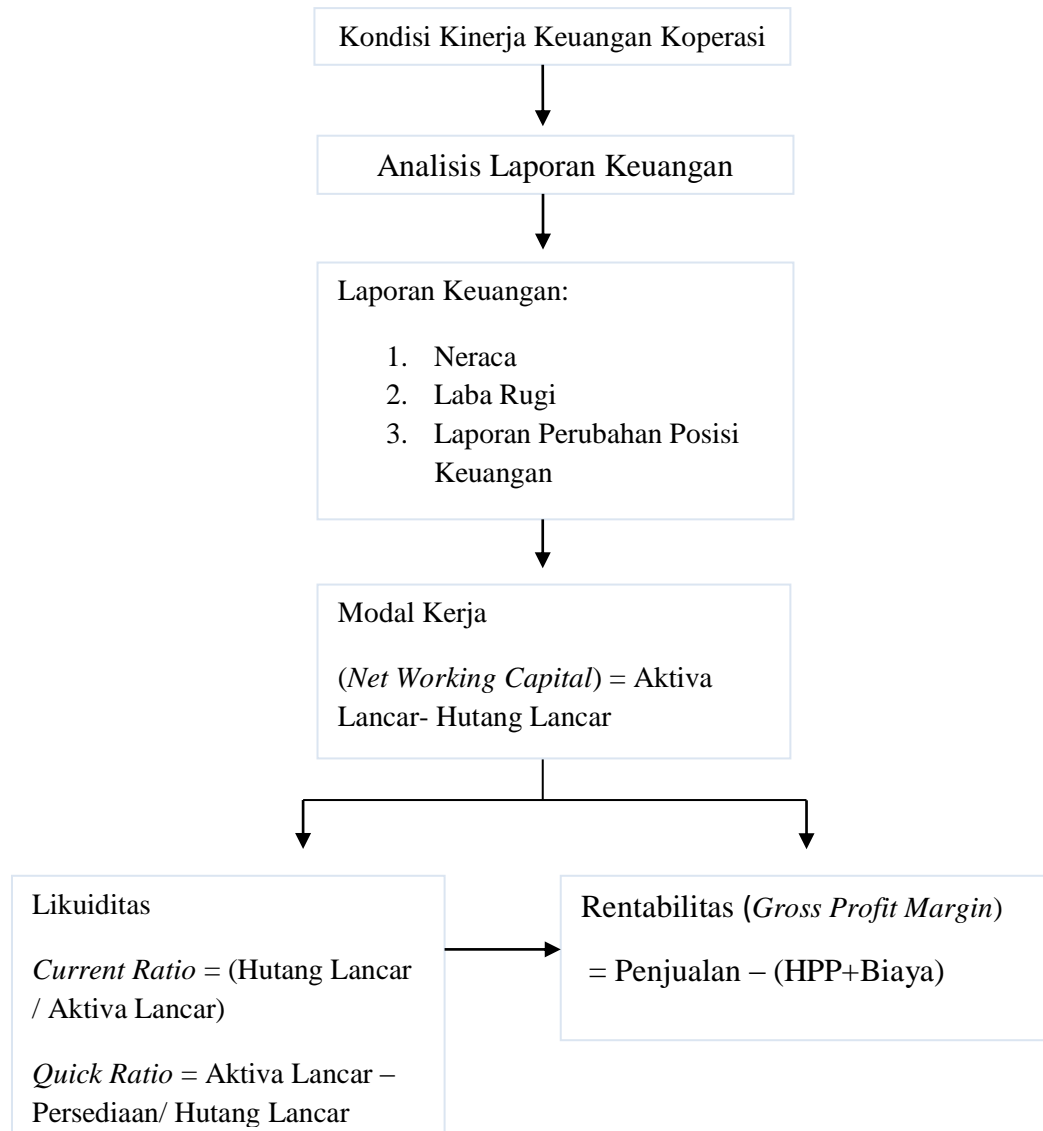 Kondisi Kinerja Keuangan Koperasi
Analisis Laporan Keuangan
Laporan Keuangan:
1. Neraca
2. Laba Rugi
3. Laporan Perubahan Posisi
Keuangan
Modal Kerja
(Net Working Capital) = Aktiva
Lancar- Hutang Lancar
Likuiditas
Current Ratio = (Hutang Lancar
/ Aktiva Lancar)
Quick Ratio = Aktiva Lancar –
Persediaan/ Hutang Lancar
Rentabilitas (Gross Profit Margin)
= Penjualan – (HPP+Biaya)